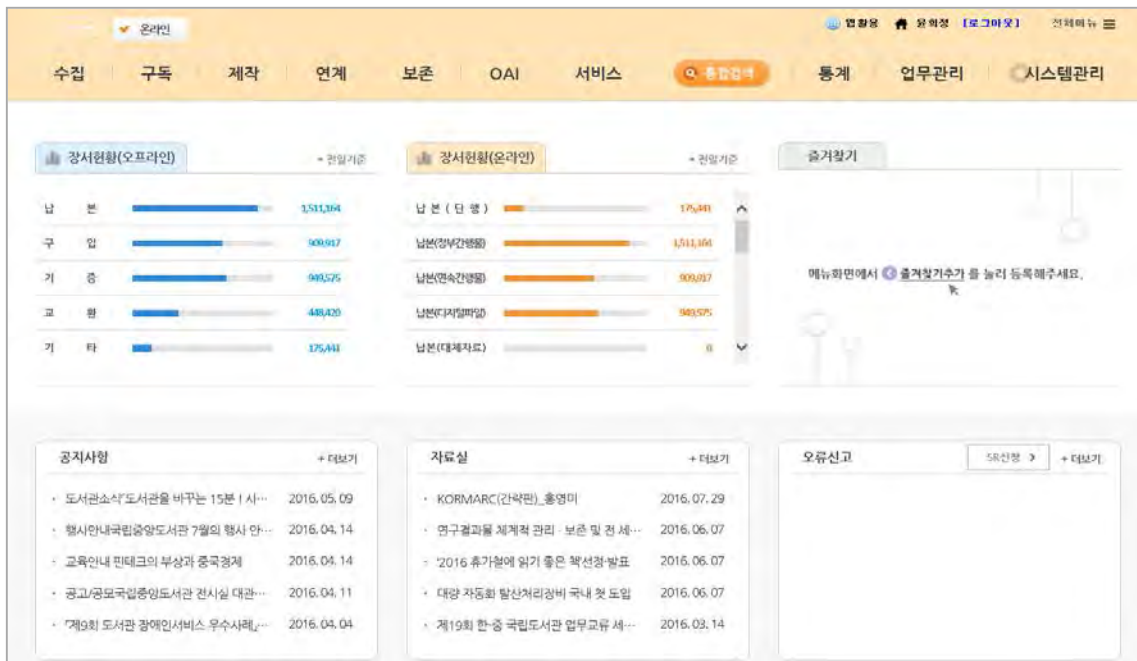 온라인
맵활용 윤의정 [로그아웃] 전체메뉴
수집 구독 제작 연계 보존 OAI 서비스 통합검색 통계 업무관리 시스템관리
장서현황(오프라인) 전일기준
납 본 1,511,164
구 입 909,917
기 증 949,575
교 환 448,420
기 타 175,441
장서현황(온라인) 전일기준
납본(단행) 175,441
납본(정부간행물) 1,511,164
납본(연속간행물) 909,917
납본(디지털파일) 949,575
납본(대체자료) 0
즐겨찾기
메뉴화면에서 즐겨찾기추가 를 눌러 등록해주세요.
공지사항 + 더보기
· 도서관소식"도서관을 바꾸는 15분 ! 사… 2016.05.09
· 행사안내국립중앙도서관 7월의 행사 안… 2016.04.14
· 교육안내 핀테크의 부상과 중국경제 2016.04.14
· 공고/공모국립중앙도서관 전시실 대관… 2016.04.11
· 「제9회 도서관 장애인서비스 우수사례」… 2016.04.04
자료실 + 더보기
· KORMARC(간략판)_홍영미 2016.07.29
· 연구결과물 체계적 관리 · 보존 및 전 세… 2016.06.07
· '2016 휴가철에 읽기 좋은 책'선정·발표 2016.06.07
· 대량 자동화 탈산처리장비 국내 첫 도입 2016.06.07
· 제19회 한·중 국립도서관 업무교류 세… 2016.03.14
오류신고 SR신청 > + 더보기